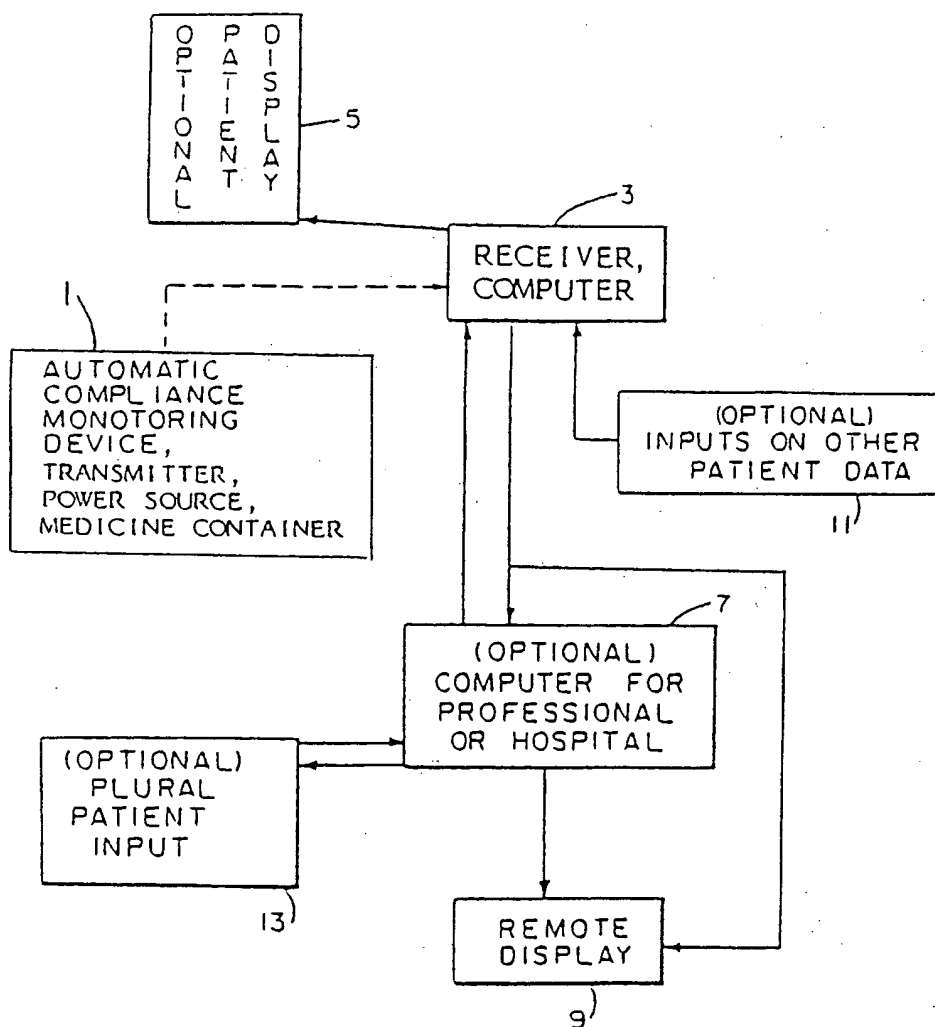 OPTIONAL
PATIENT
DISPLAY
5
3
RECEIVER,
COMPUTER
1
AUTOMATIC
COMPLIANCE
MONOTORING
DEVICE,
TRANSMITTER,
POWER SOURCE,
MEDICINE CONTAINER
(OPTIONAL)
INPUTS ON OTHER
PATIENT DATA
11
7
(OPTIONAL)
COMPUTER FOR
PROFESSIONAL
OR HOSPITAL
(OPTIONAL)
PLURAL
PATIENT
INPUT
13
REMOTE
DISPLAY
9